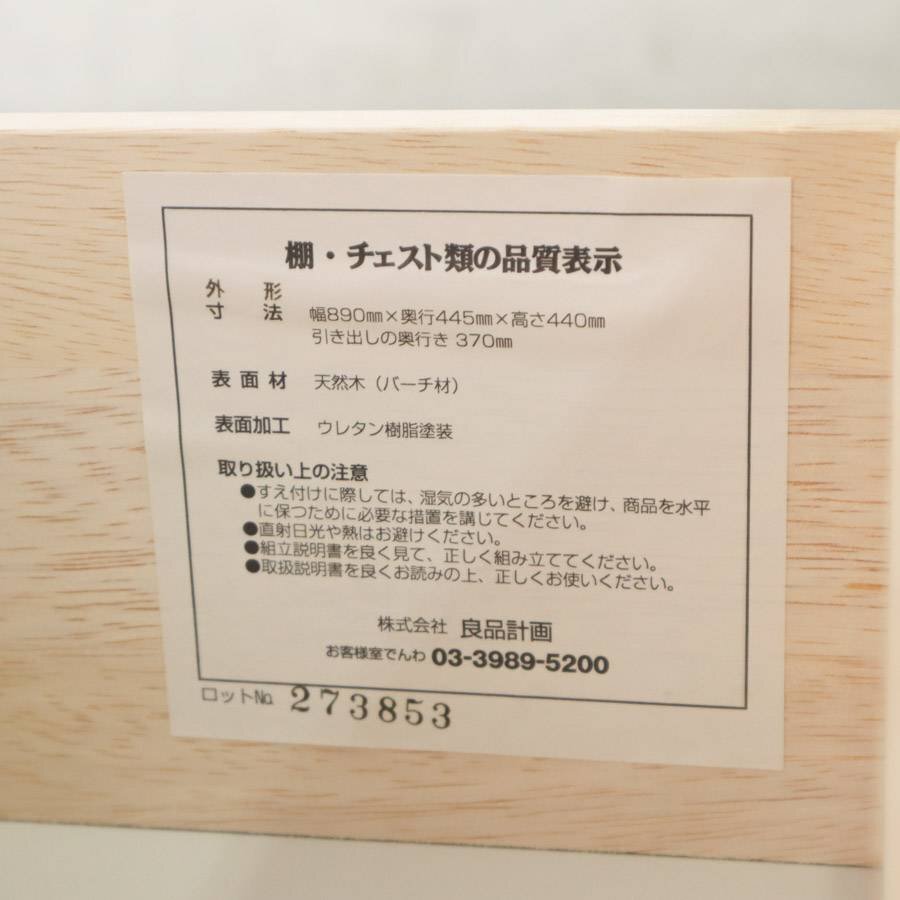 棚・チェスト類の品質表示
外形
寸法 幅890㎜×奥行445㎜×高さ440㎜
引き出しの奥行き 370㎜
表面材 天然木（バーチ材）
表面加工 ウレタン樹脂塗装
取り扱い上の注意
●すえ付けに際しては、湿気の多いところを避け、商品を水平
に保つために必要な措置を講じてください。
●直射日光や熱はお避けください。
●組立説明書を良く見て、正しく組み立ててください。
●取扱説明書を良くお読みの上、正しくお使いください。
株式会社 良品計画
お客様室でんわ 03-3989-5200
ロット№ 273853